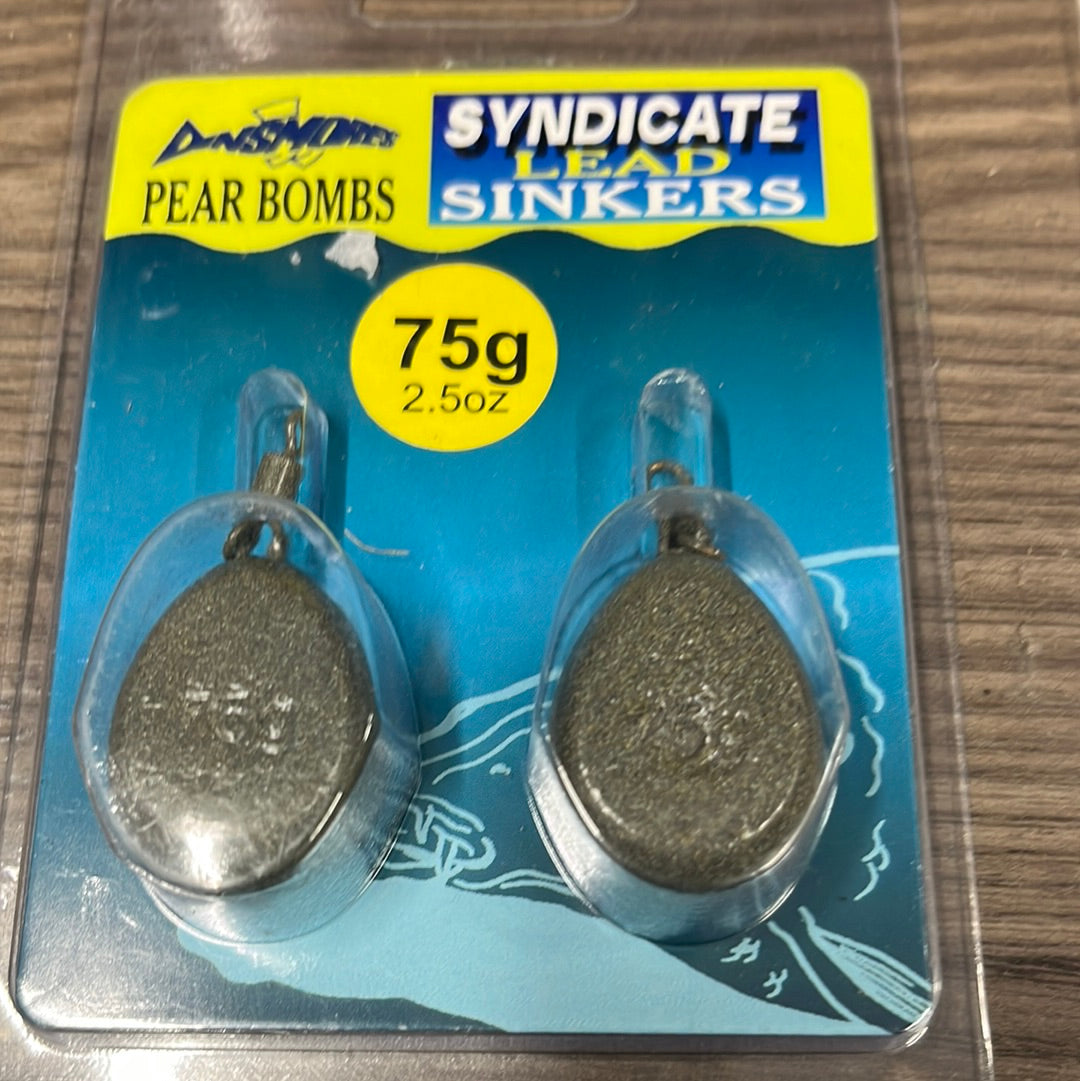 DINSMORES
PEAR BOMBS
SYNDICATE
LEAD
SINKERS
75g
2.5oz